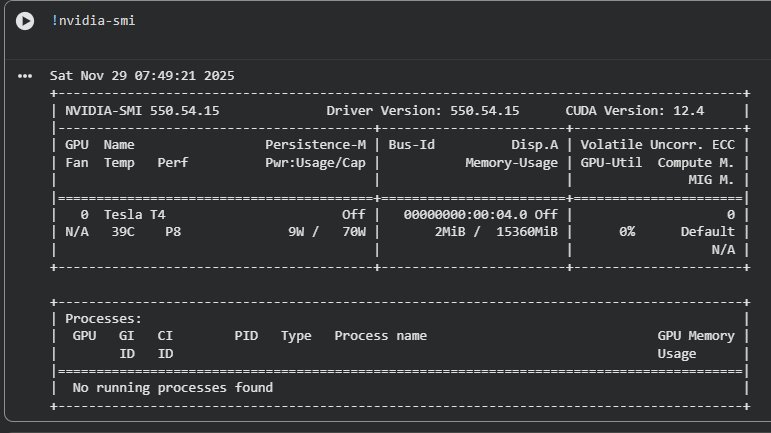 !nvidia-smi
••• Sat Nov 29 07:49:21 2025
+-----------------------------------------------------------------------------------------+
| NVIDIA-SMI 550.54.15              Driver Version: 550.54.15      CUDA Version: 12.4     |
|-----------------------------------------+------------------------+----------------------+
| GPU  Name                 Persistence-M | Bus-Id          Disp.A | Volatile Uncorr. ECC |
| Fan  Temp   Perf          Pwr:Usage/Cap |           Memory-Usage | GPU-Util  Compute M. |
|                                         |                        |               MIG M. |
|=========================================+========================+======================|
|   0  Tesla T4                       Off |   00000000:00:04.0 Off |                    0 |
| N/A   39C    P8               9W /  70W |       2MiB /  15360MiB |      0%      Default |
|                                         |                        |                  N/A |
+-----------------------------------------+------------------------+----------------------+

+-----------------------------------------------------------------------------------------+
| Processes:                                                                              |
|  GPU   GI   CI        PID   Type   Process name                              GPU Memory |
|        ID   ID                                                               Usage      |
|=========================================================================================|
|  No running processes found                                                             |
+-----------------------------------------------------------------------------------------+